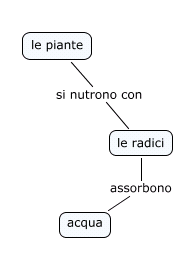 le piante
si nutrono con
le radici
assorbono
acqua